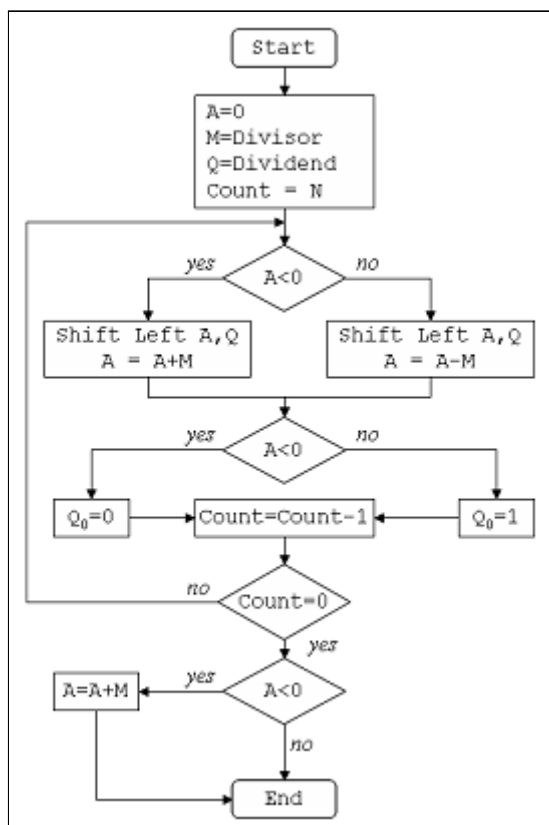 Start
A=0
M=Divisor
Q=Dividend
Count = N
yes
A<0
no
Shift Left A,Q
A = A+M
Shift Left A,Q
A = A-M
yes
A<0
no
Q₀=0
Count=Count-1
Q₀=1
no
Count=0
yes
A=A+M
yes
A<0
no
End